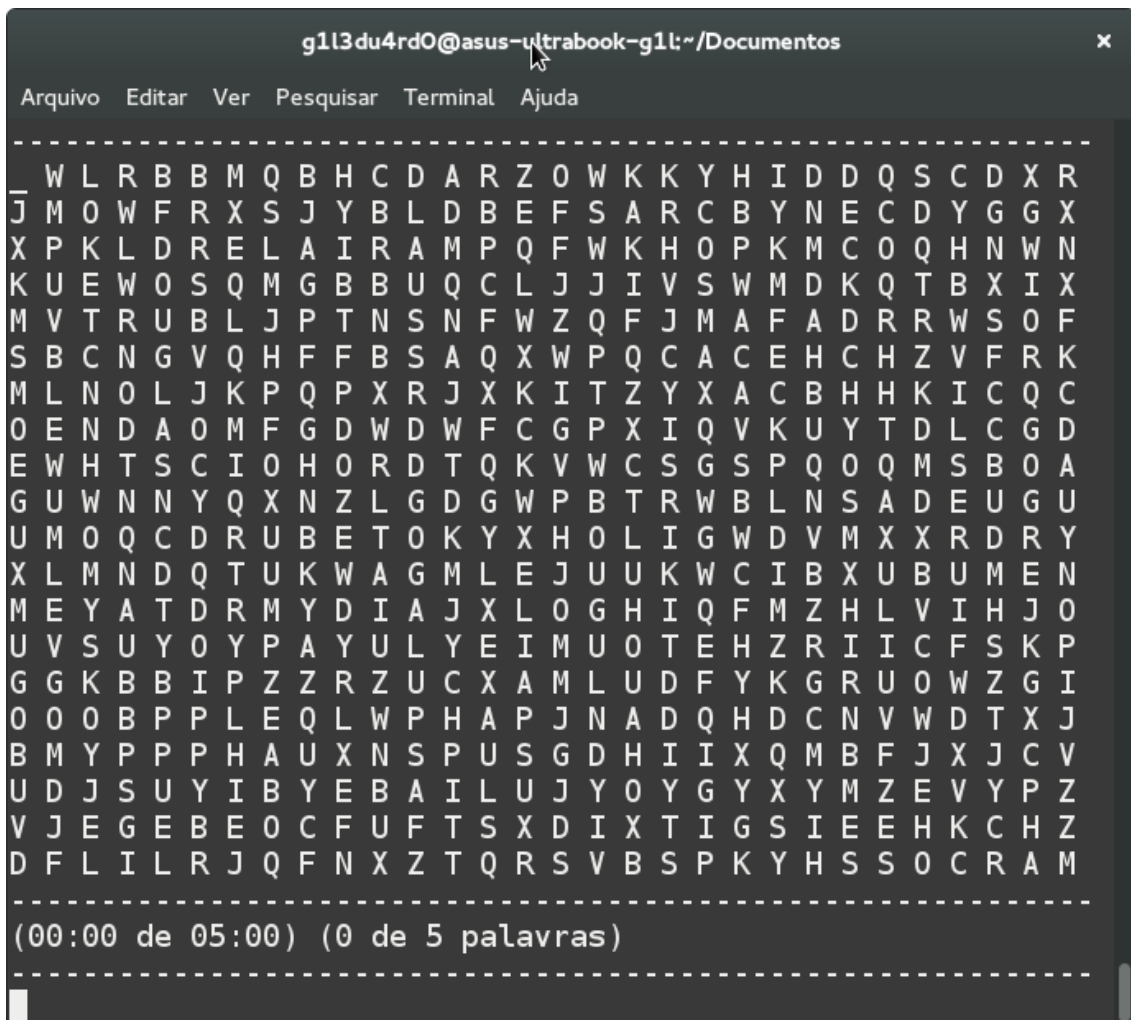 g1l3du4rd0@asus-ultrabook-g1l:~/Documentos ×
Arquivo Editar Ver Pesquisar Terminal Ajuda
------------------------------------------------------------
_ W L R B B M Q B H C D A R Z O W K K Y H I D D Q S C D X R
J M O W F R X S J Y B L D B E F S A R C B Y N E C D Y G G X
X P K L D R E L A I R A M P Q F W K H O P K M C O Q H N W N
K U E W O S Q M G B B U Q C L J J I V S W M D K Q T B X I X
M V T R U B L J P T N S N F W Z Q F J M A F A D R R W S O F
S B C N G V Q H F F B S A Q X W P Q C A C E H C H Z V F R K
M L N O L J K P Q P X R J X K I T Z Y X A C B H H K I C Q C
O E N D A O M F G D W D W F C G P X I Q V K U Y T D L C G D
E W H T S C I O H O R D T Q K V W C S G S P Q O Q M S B O A
G U W N N Y Q X N Z L G D G W P B T R W B L N S A D E U G U
U M O Q C D R U B E T O K Y X H O L I G W D V M X X R D R Y
X L M N D Q T U K W A G M L E J U U K W C I B X U B U M E N
M E Y A T D R M Y D I A J X L O G H I Q F M Z H L V I H J O
U V S U Y O Y P A Y U L Y E I M U O T E H Z R I I C F S K P
G G K B B I P Z Z R Z U C X A M L U D F Y K G R U O W Z G I
O O O B P P L E Q L W P H A P J N A D Q H D C N V W D T X J
B M Y P P P H A U X N S P U S G D H I I X Q M B F J X J C V
U D J S U Y I B Y E B A I L U J Y O Y G Y X Y M Z E V Y P Z
V J E G E B E O C F U F T S X D I X T I G S I E E H K C H Z
D F L I L R J Q F N X Z T Q R S V B S P K Y H S S O C R A M
------------------------------------------------------------
(00:00 de 05:00) (0 de 5 palavras)
------------------------------------------------------------